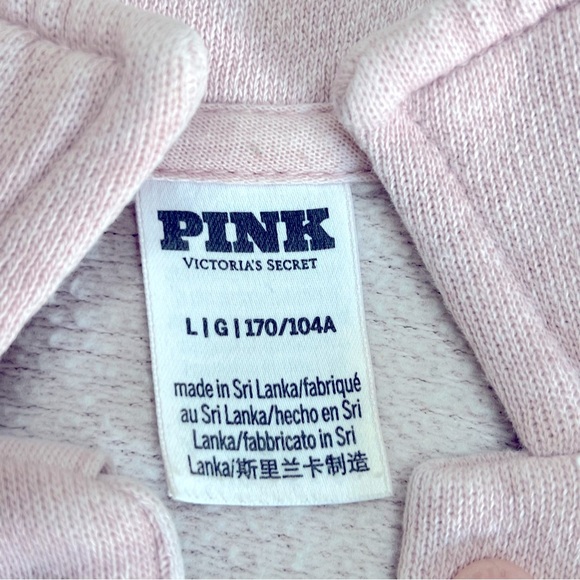 PINK
VICTORIA'S SECRET
L | G | 170/104A
made in Sri Lanka/fabriqué
au Sri Lanka/hecho en Sri
Lanka/fabbricato in Sri
Lanka/斯里兰卡制造